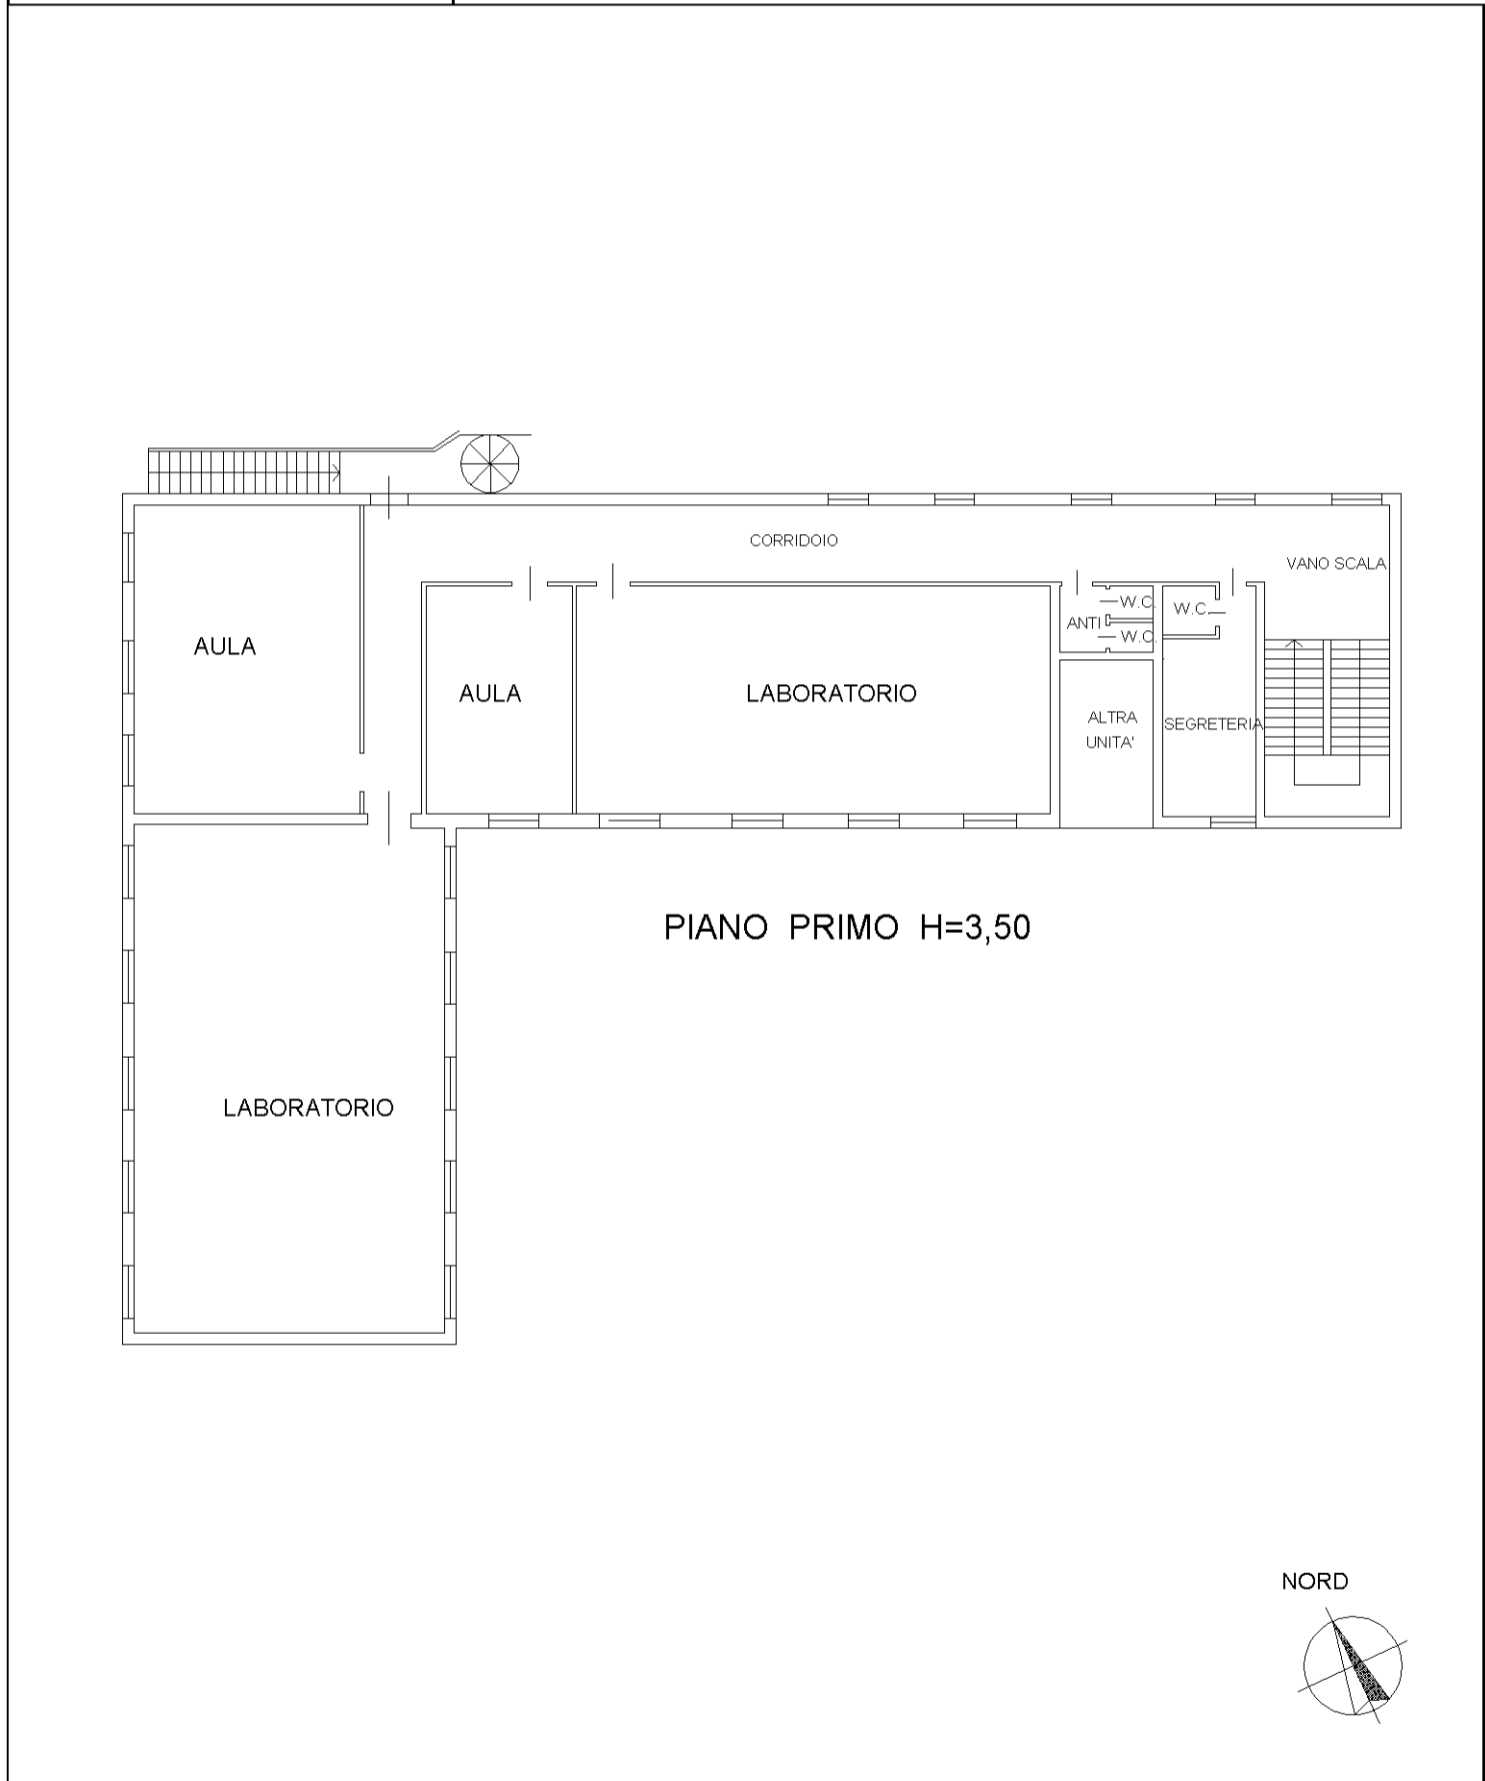 CORRIDOIO
VANO SCALA
W.C.
W.C.
ANTI
W.C.
AULA
AULA
LABORATORIO
ALTRA
UNITA'
SEGRETERIA
PIANO PRIMO H=3,50
LABORATORIO
NORD